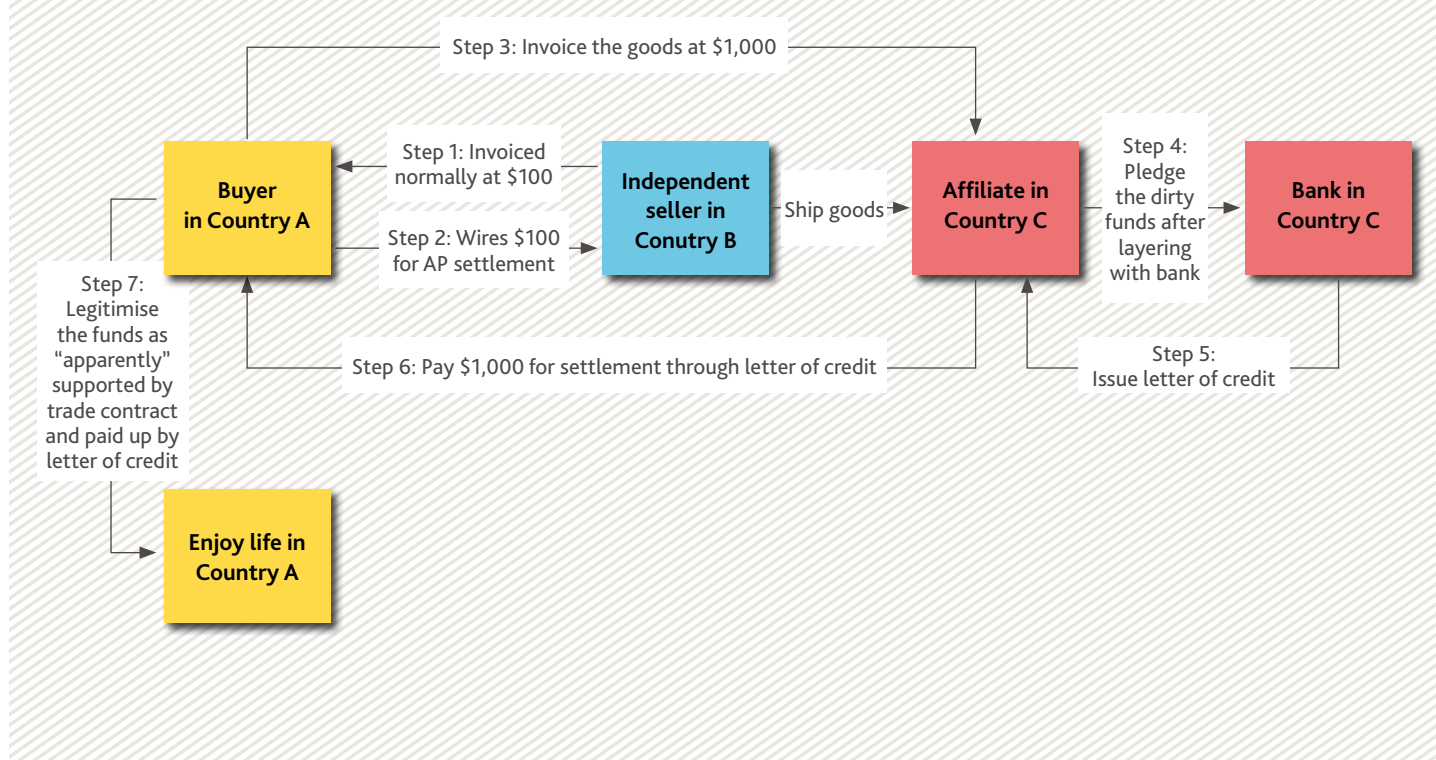 Step 3: Invoice the goods at $1,000
Buyer
in Country A
Step 1: Invoiced
normally at $100
Step 2: Wires $100
for AP settlement
Independent
seller in
Conutry B
Ship goods
Affiliate in
Country C
Step 4:
Pledge
the dirty
funds after
layering
with bank
Bank in
Country C
Step 5:
Issue letter of credit
Step 6: Pay $1,000 for settlement through letter of credit
Step 7:
Legitimise
the funds as
“apparently”
supported by
trade contract
and paid up by
letter of credit
Enjoy life in
Country A